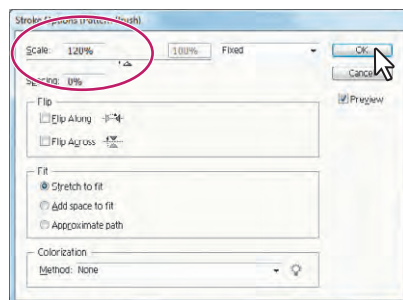 Stroke Options (Pattern Brush)
Scale: 120% 100% Fixed OK
Spacing: 0% Cancel
Preview
Flip
Flip Along
Flip Across
Fit
Stretch to fit
Add space to fit
Approximate path
Colorization
Method: None